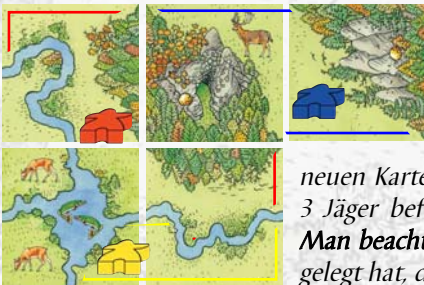 neuen Karte
3 Jäger bef
Man beacht
gelegt hat, d